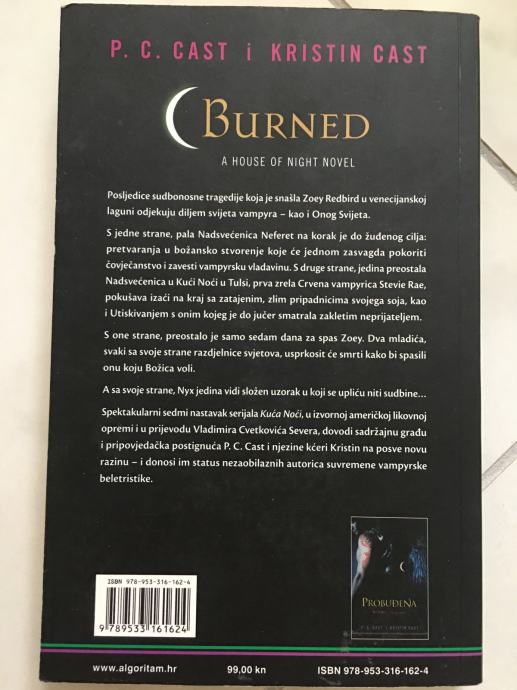 P. C. CAST i KRISTIN CAST
BURNED
A HOUSE OF NIGHT NOVEL
Posljedice sudbonosne tragedije koja je snašla Zoey Redbird u venecijanskoj
laguni odjekuju diljem svijeta vampyra – kao i Onog Svijeta.
S jedne strane, pala Nadsvećenica Neferet na korak je do žuđenog cilja:
pretvaranja u božansko stvorenje koje će jednom zasvagda pokoriti
čovječanstvo i zavesti vampyrsku vladavinu. S druge strane, jedina preostala
Nadsvećenica u Kući Noći u Tulsi, prva zrela Crvena vampyrica Stevie Rae,
pokušava izaći na kraj sa zatajenim, zlim pripadnicima svojega soja, kao
i Utiskivanjem s onim kojeg je do jučer smatrala zakletim neprijateljem.
S one strane, preostalo je samo sedam dana za spas Zoey. Dva mladića,
svaki sa svoje strane razdjelnice svjetova, usprkosit će smrti kako bi spasili
onu koju Božica voli.
A sa svoje strane, Nyx jedina vidi složen uzorak u koji se upliću niti sudbine...
Spektakularni sedmi nastavak serijala Kuća Noći, u izvornoj američkoj likovnoj
opremi i u prijevodu Vladimira Cvetkovića Severa, dovodi sadržajnu građu
i pripovjedačka postignuća P. C. Cast i njezine kćeri Kristin na posve novu
razinu – i donosi im status nezaobilaznih autorica suvremene vampyrske
beletristike.
ISBN 978-953-316-162-4
9 789533 161624
PROBUĐENA
P. C. CAST I KRISTIN CAST
www.algoritam.hr
99,00 kn
ISBN 978-953-316-162-4